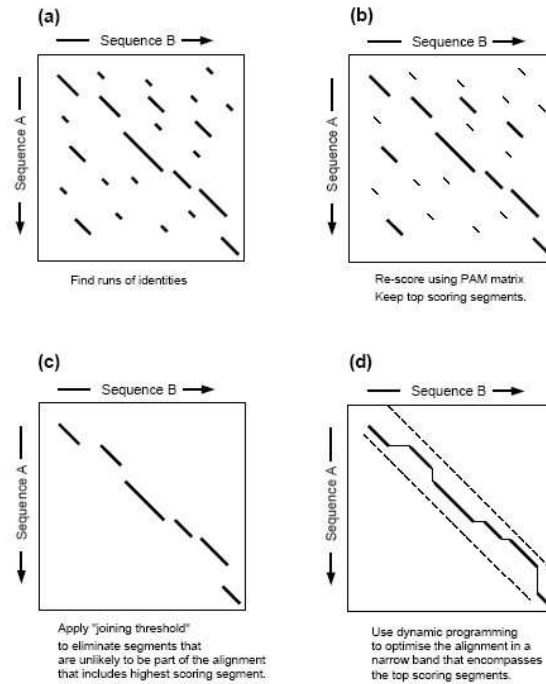 (a)
Sequence B
Sequence A
Find runs of identities
(b)
Sequence B
Sequence A
Re-score using PAM matrix
Keep top scoring segments.
(c)
Sequence B
Sequence A
Apply "joining threshold"
to eliminate segments that
are unlikely to be part of the alignment
that includes highest scoring segment.
(d)
Sequence B
Sequence A
Use dynamic programming
to optimise the alignment in a
narrow band that encompasses
the top scoring segments.